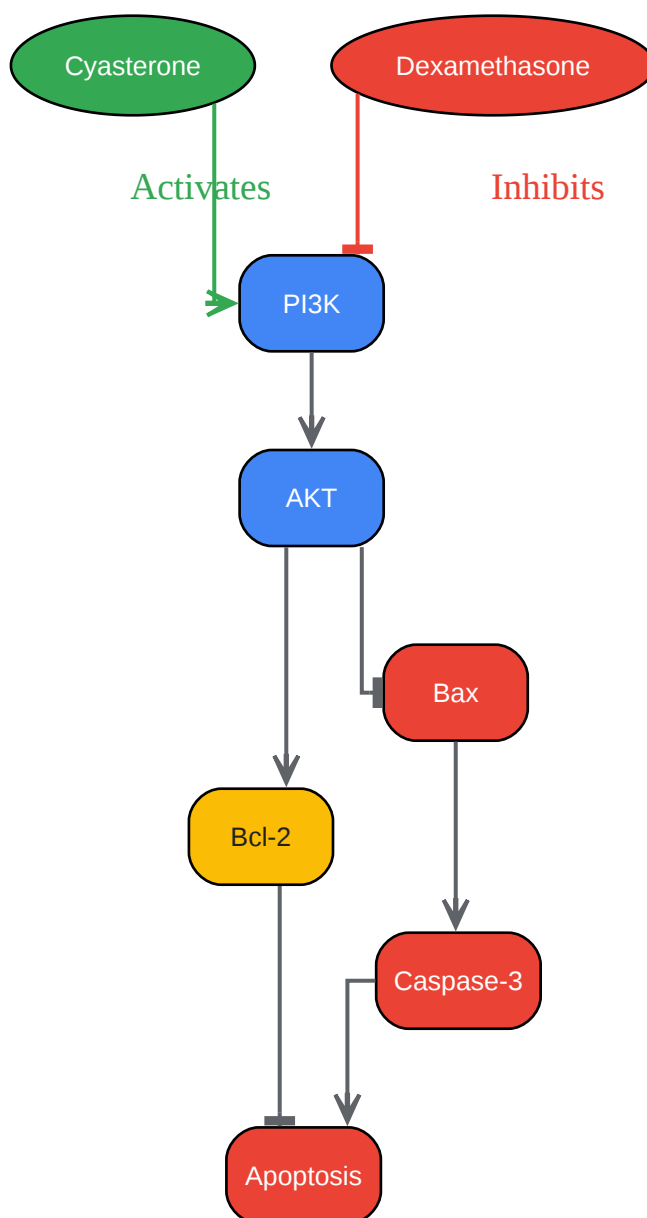 Cyasterone
Dexamethasone
Activates
Inhibits
PI3K
AKT
Bax
Bcl-2
Caspase-3
Apoptosis